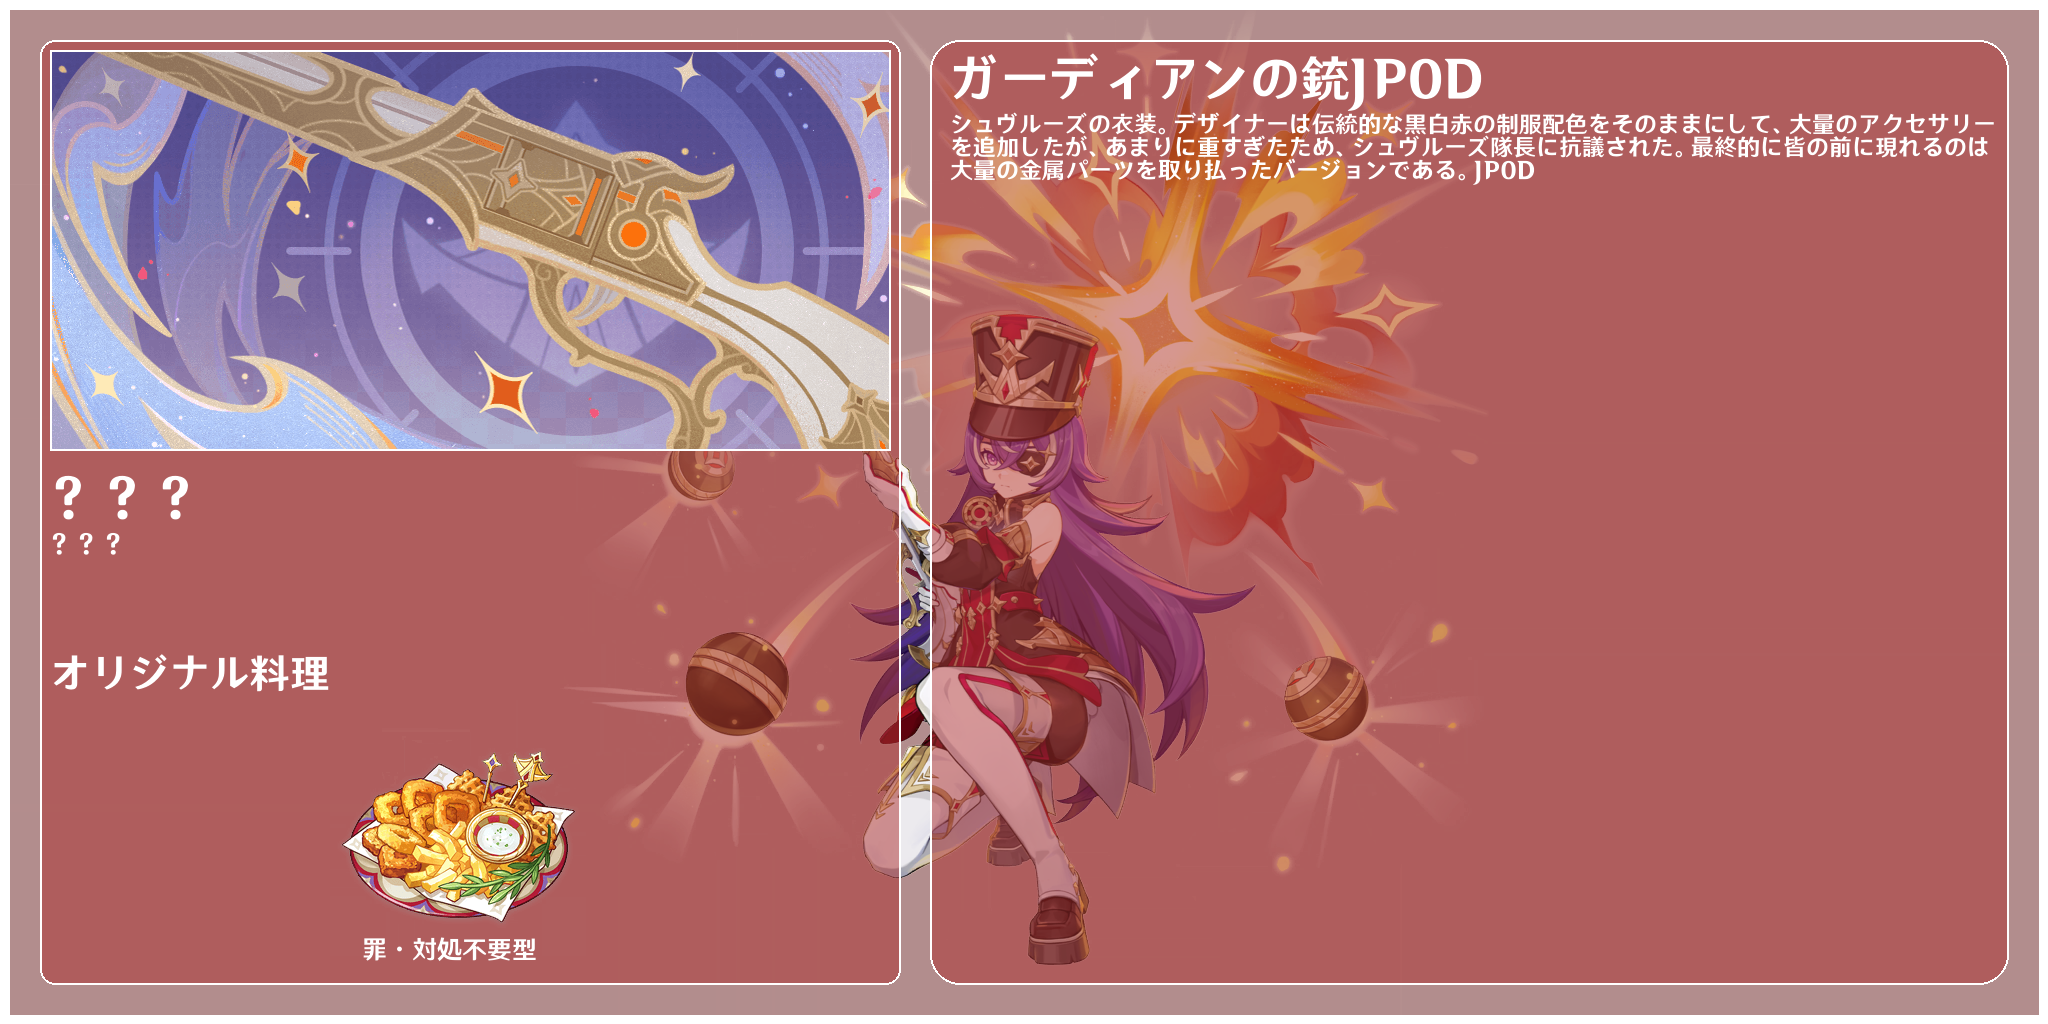 ？？？
？？？
オリジナル料理
罪・対処不要型
ガーディアンの銃JPOD
シュヴルーズの衣装。デザイナーは伝統的な黒白赤の制服配色をそのままにして、大量のアクセサリー
を追加したが、あまりに重すぎたため、シュヴルーズ隊長に抗議された。最終的に皆の前に現れるのは
大量の金属パーツを取り払ったバージョンである。JPOD